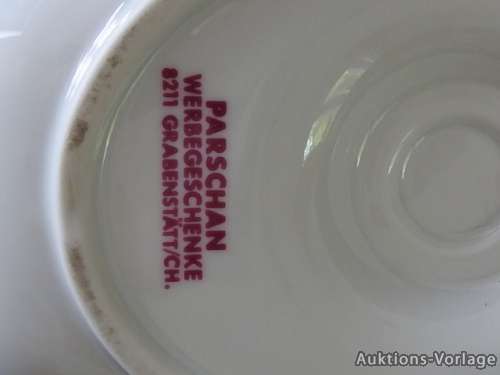 PARSCHAN
WERBEGESCHENKE
8211 GRABENSTÄTT/CH.
Auktions-Vorlage